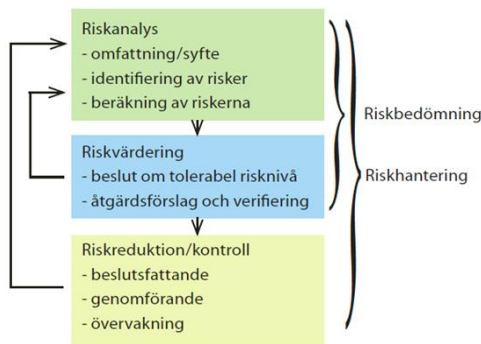 Riskanalys
- omfattning/syfte
- identifiering av risker
- beräkning av riskerna
Riskbedömning
Riskvärdering
- beslut om tolerabel risknivå
- åtgärdsförslag och verifiering
Riskhantering
Riskreduktion/kontroll
- beslutsfattande
- genomförande
- övervakning